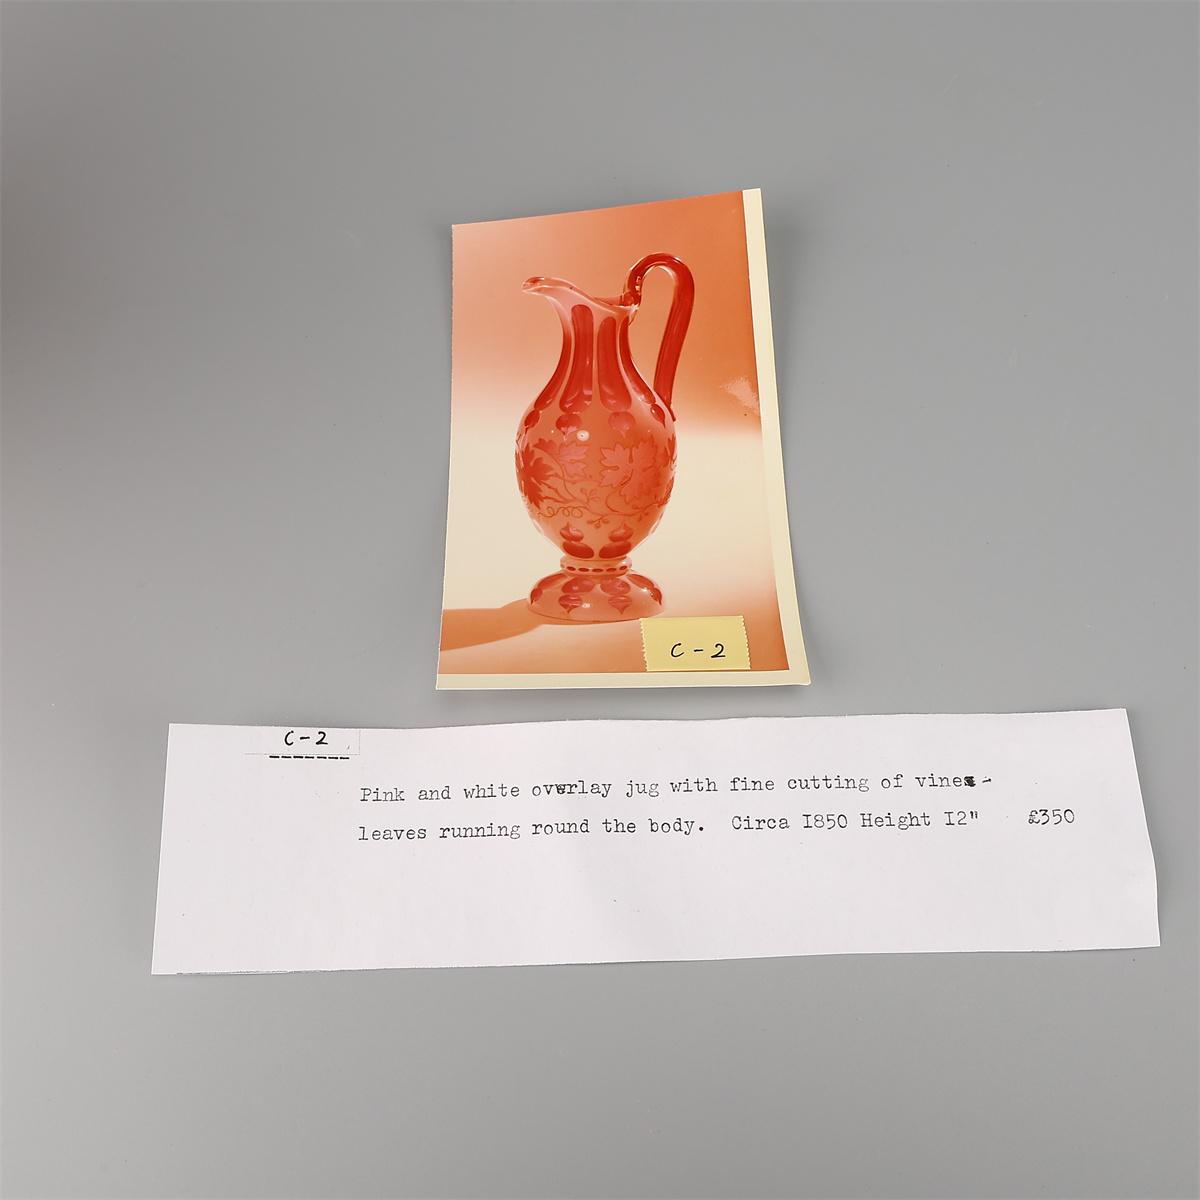 C - 2
C-2
Pink and white overlay jug with fine cutting of vine-
leaves running round the body. Circa I850 Height I2" £350